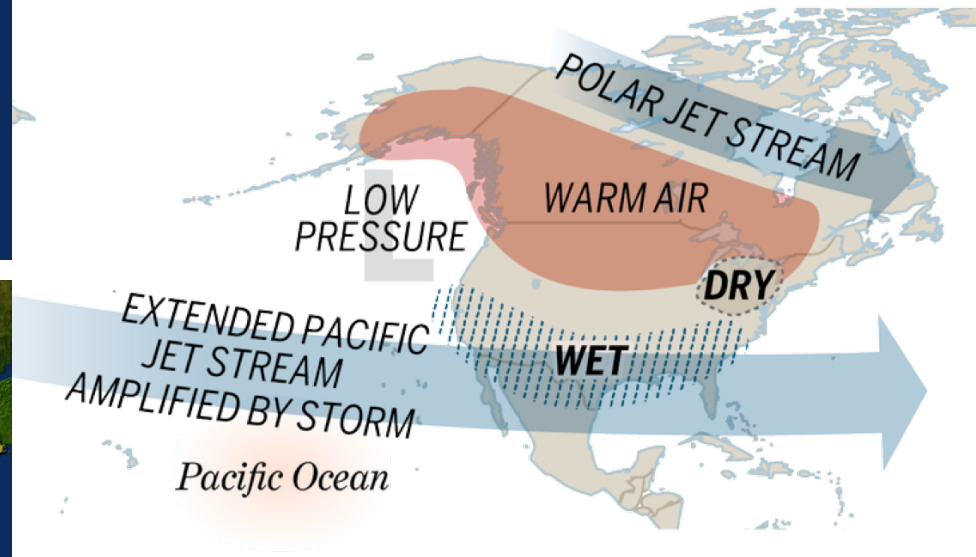 POLAR JET STREAM
LOW
PRESSURE
L
WARM AIR
DRY
EXTENDED PACIFIC
JET STREAM
AMPLIFIED BY STORM
WET
Pacific Ocean